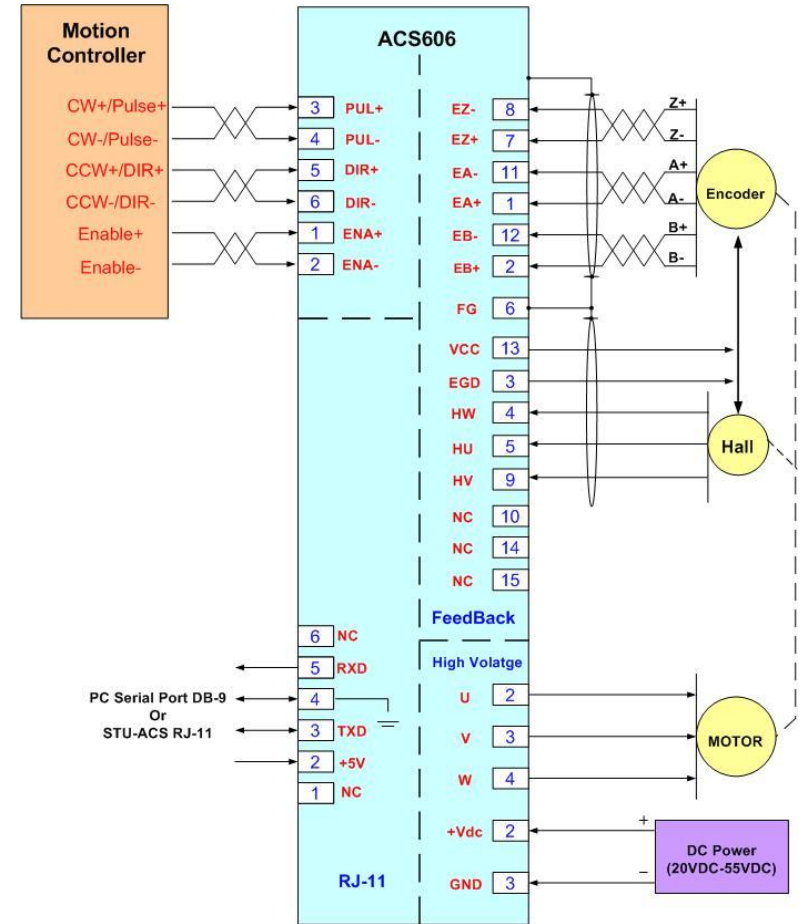 Motion
Controller
CW+/Pulse+
CW-/Pulse-
CCW+/DIR+
CCW-/DIR-
Enable+
Enable-
ACS606
3 PUL+
4 PUL-
5 DIR+
6 DIR-
1 ENA+
2 ENA-
EZ- 8
EZ+ 7
EA- 11
EA+ 1
EB- 12
EB+ 2
FG 6
VCC 13
EGD 3
HW 4
HU 5
HV 9
NC 10
NC 14
NC 15
FeedBack
Z+
Z-
A+
A-
B+
B-
Encoder
Hall
6 NC
5 RXD
4
3 TXD
2 +5V
1 NC
RJ-11
PC Serial Port DB-9
Or
STU-ACS RJ-11
High Volatge
U 2
V 3
W 4
+Vdc 2
GND 3
MOTOR
+
−
DC Power
(20VDC-55VDC)